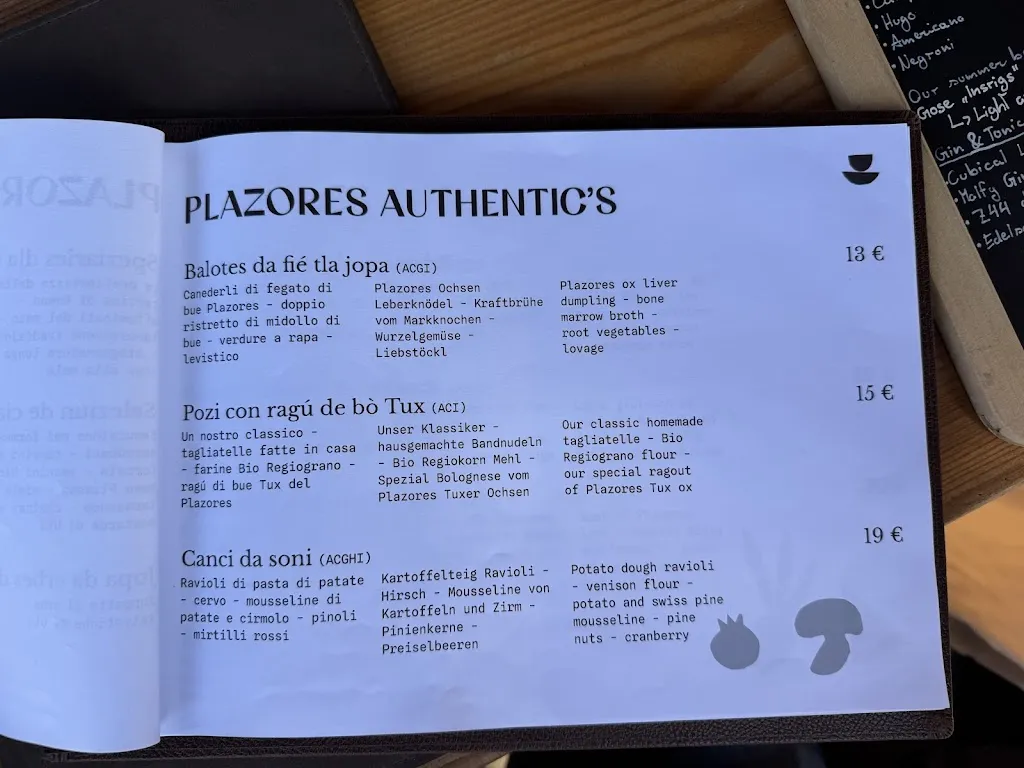 PLAZORES AUTHENTIC'S
Balotes da fié tla jopa (ACGI)
13 €
Canederli di fegato di
bue Plazores - doppio
ristretto di midollo di
bue - verdure a rapa -
levistico
Plazores Ochsen
Leberknödel - Kraftbrühe
vom Markknochen -
Wurzelgemüse -
Liebstöckl
Plazores ox liver
dumpling - bone
marrow broth -
root vegetables -
lovage
Pozi con ragú de bò Tux (ACI)
15 €
Un nostro classico -
tagliatelle fatte in casa
- farine Bio Regiograno -
ragú di bue Tux del
Plazores
Unser Klassiker -
hausgemachte Bandnudeln
- Bio Regiokorn Mehl -
Spezial Bolognese vom
Plazores Tuxer Ochsen
Our classic homemade
tagliatelle - Bio
Regiograno flour -
our special ragout
of Plazores Tux ox
Canci da soni (ACGHI)
19 €
Ravioli di pasta di patate
- cervo - mousseline di
patate e cirmolo - pinoli
- mirtilli rossi
Kartoffelteig Ravioli -
Hirsch - Mousseline von
Kartoffeln und Zirm -
Pinienkerne -
Preiselbeeren
Potato dough ravioli
- venison flour -
potato and swiss pine
mousseline - pine
nuts - cranberry
• Hugo
• Americano
• Negroni
Our summer
Gose "Insrigs"
↳ Light
Gin & Tonic
• Cubical
• Malfy Gin
• Z44